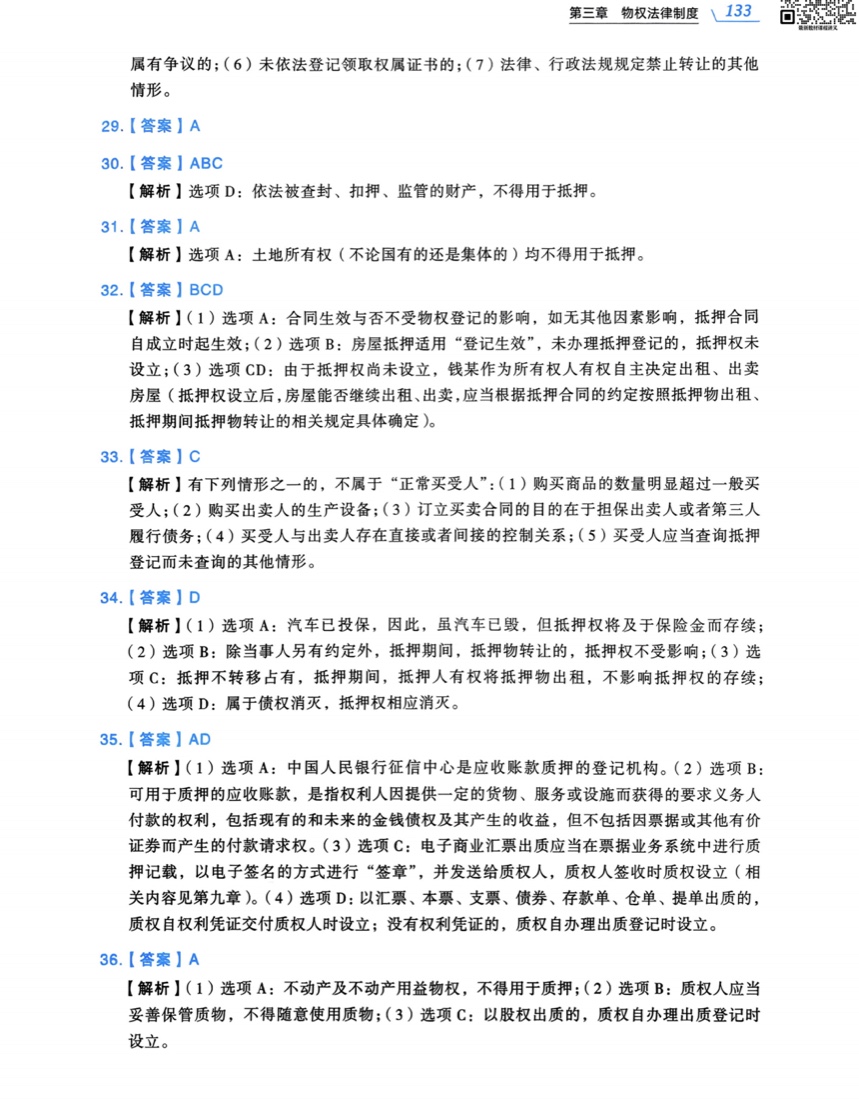 第三章 物权法律制度 133
属有争议的;(6)未依法登记领取权属证书的;(7)法律、行政法规规定禁止转让的其他
情形。
29.【答案】A
30.【答案】ABC
【解析】选项 D：依法被查封、扣押、监管的财产，不得用于抵押。
31.【答案】A
【解析】选项 A：土地所有权(不论国有的还是集体的)均不得用于抵押。
32.【答案】BCD
【解析】(1)选项 A：合同生效与否不受物权登记的影响，如无其他因素影响，抵押合同
自成立时起生效;(2)选项 B：房屋抵押适用“登记生效”，未办理抵押登记的，抵押权未
设立;(3)选项 CD：由于抵押权尚未设立，钱某作为所有权人有权自主决定出租、出卖
房屋(抵押权设立后,房屋能否继续出租、出卖,应当根据抵押合同的约定按照抵押物出租、
抵押期间抵押物转让的相关规定具体确定)。
33.【答案】C
【解析】有下列情形之一的，不属于“正常买受人”:(1)购买商品的数量明显超过一般买
受人;(2)购买出卖人的生产设备;(3)订立买卖合同的目的在于担保出卖人或者第三人
履行债务;(4)买受人与出卖人存在直接或者间接的控制关系;(5)买受人应当查询抵押
登记而未查询的其他情形。
34.【答案】D
【解析】(1)选项 A：汽车已投保，因此，虽汽车已毁，但抵押权将及于保险金而存续;
(2)选项 B：除当事人另有约定外，抵押期间，抵押物转让的，抵押权不受影响;(3)选
项 C：抵押不转移占有，抵押期间，抵押人有权将抵押物出租，不影响抵押权的存续;
(4)选项 D：属于债权消灭，抵押权相应消灭。
35.【答案】AD
【解析】(1)选项 A：中国人民银行征信中心是应收账款质押的登记机构。(2)选项 B：
可用于质押的应收账款，是指权利人因提供一定的货物、服务或设施而获得的要求义务人
付款的权利，包括现有的和未来的金钱债权及其产生的收益，但不包括因票据或其他有价
证券而产生的付款请求权。(3)选项 C：电子商业汇票出质应当在票据业务系统中进行质
押记载，以电子签名的方式进行“签章”，并发送给质权人，质权人签收时质权设立(相
关内容见第九章)。(4)选项 D：以汇票、本票、支票、债券、存款单、仓单、提单出质的，
质权自权利凭证交付质权人时设立；没有权利凭证的，质权自办理出质登记时设立。
36.【答案】A
【解析】(1)选项 A：不动产及不动产用益物权，不得用于质押;(2)选项 B：质权人应当
妥善保管质物，不得随意使用质物;(3)选项 C：以股权出质的，质权自办理出质登记时
设立。